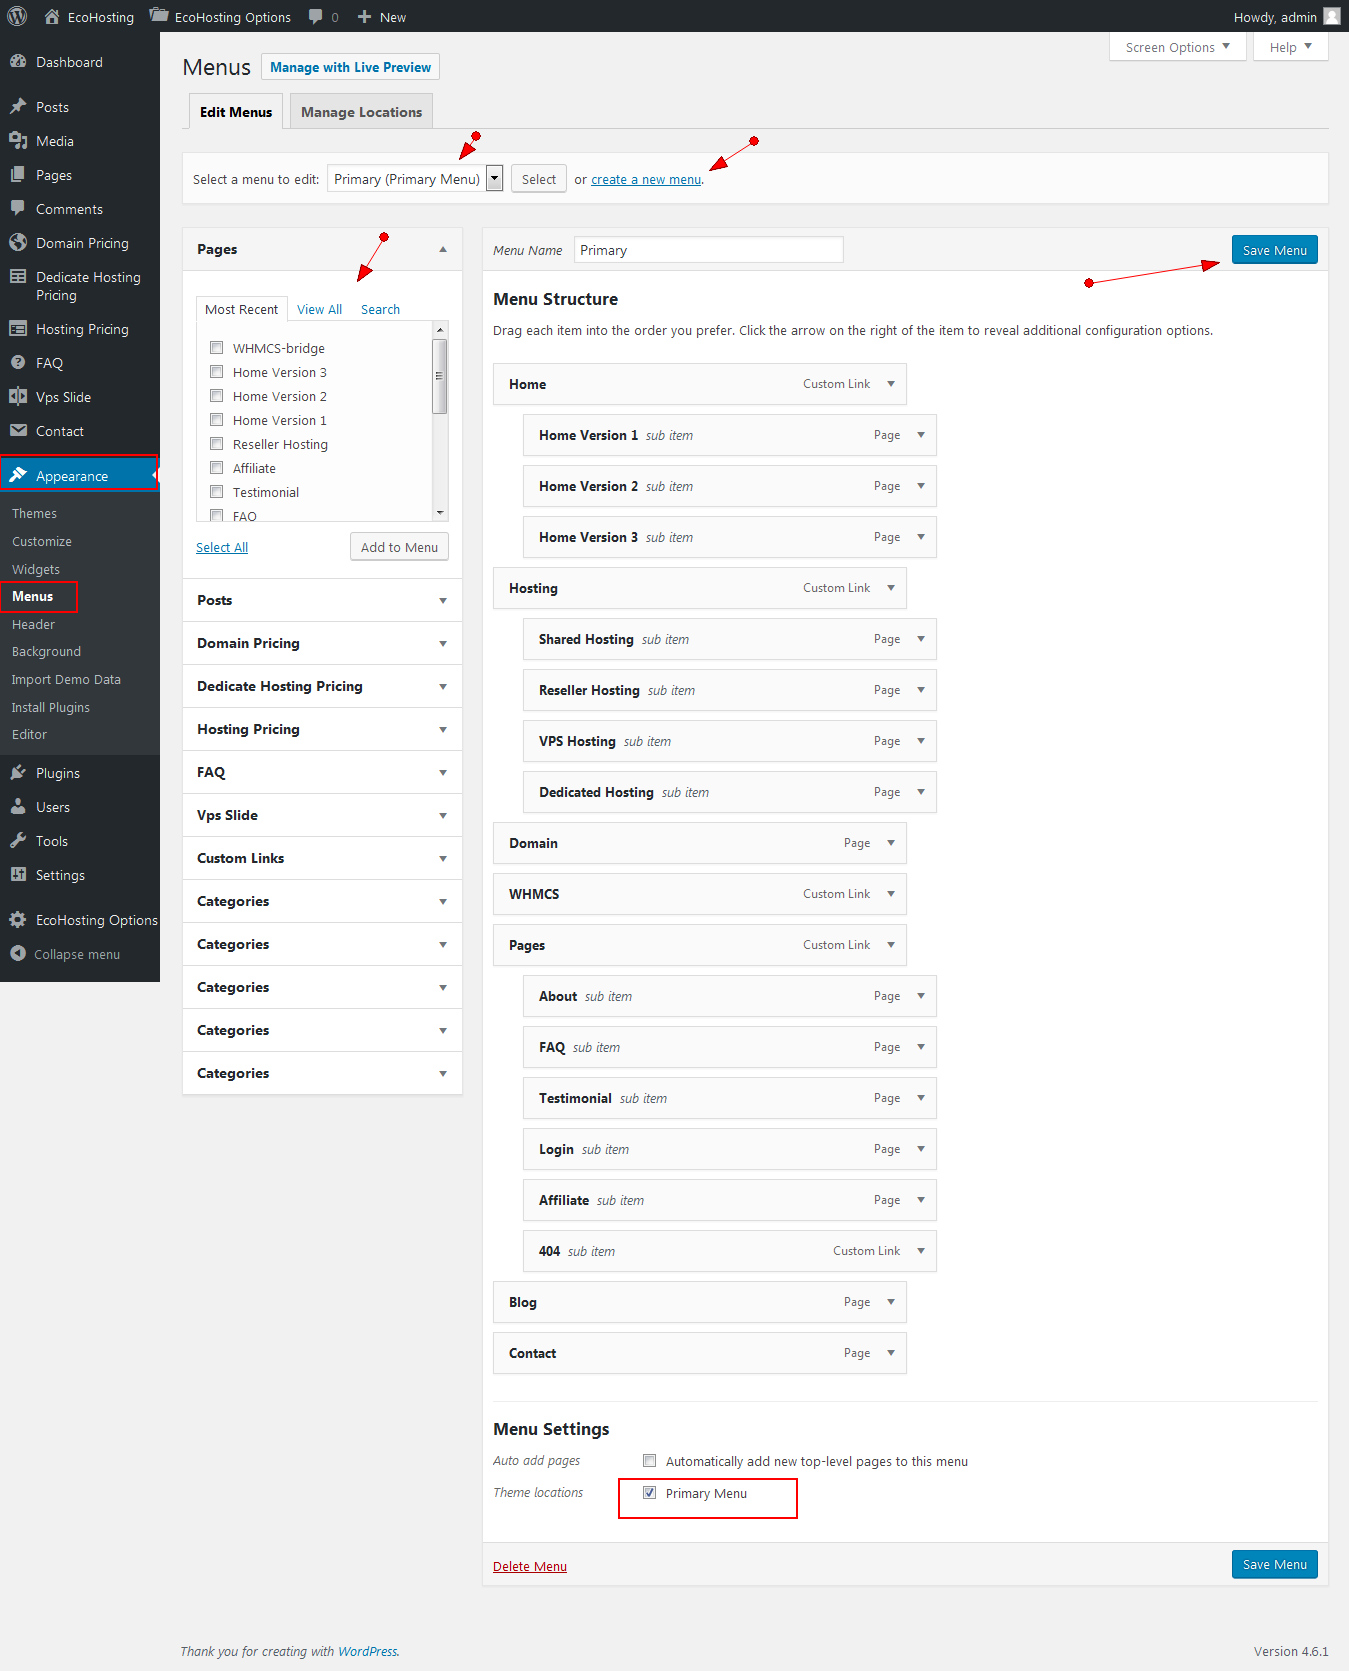 EcoHosting EcoHosting Options 0 New Howdy, admin
Dashboard
Posts
Media
Pages
Comments
Domain Pricing
Dedicate Hosting
Pricing
Hosting Pricing
FAQ
Vps Slide
Contact
Appearance
Themes
Customize
Widgets
Menus
Header
Background
Import Demo Data
Install Plugins
Editor
Plugins
Users
Tools
Settings
EcoHosting Options
Collapse menu
Screen Options Help
Menus Manage with Live Preview
Edit Menus Manage Locations
Select a menu to edit: Primary (Primary Menu) Select or create a new menu.
Pages
Most Recent View All Search
WHMCS-bridge
Home Version 3
Home Version 2
Home Version 1
Reseller Hosting
Affiliate
Testimonial
FAQ
Select All Add to Menu
Posts
Domain Pricing
Dedicate Hosting Pricing
Hosting Pricing
FAQ
Vps Slide
Custom Links
Categories
Categories
Categories
Categories
Categories
Menu Name Primary Save Menu
Menu Structure
Drag each item into the order you prefer. Click the arrow on the right of the item to reveal additional configuration options.
Home Custom Link
Home Version 1 sub item Page
Home Version 2 sub item Page
Home Version 3 sub item Page
Hosting Custom Link
Shared Hosting sub item Page
Reseller Hosting sub item Page
VPS Hosting sub item Page
Dedicated Hosting sub item Page
Domain Page
WHMCS Custom Link
Pages Custom Link
About sub item Page
FAQ sub item Page
Testimonial sub item Page
Login sub item Page
Affiliate sub item Page
404 sub item Custom Link
Blog Page
Contact Page
Menu Settings
Auto add pages Automatically add new top-level pages to this menu
Theme locations Primary Menu
Delete Menu Save Menu
Thank you for creating with WordPress. Version 4.6.1